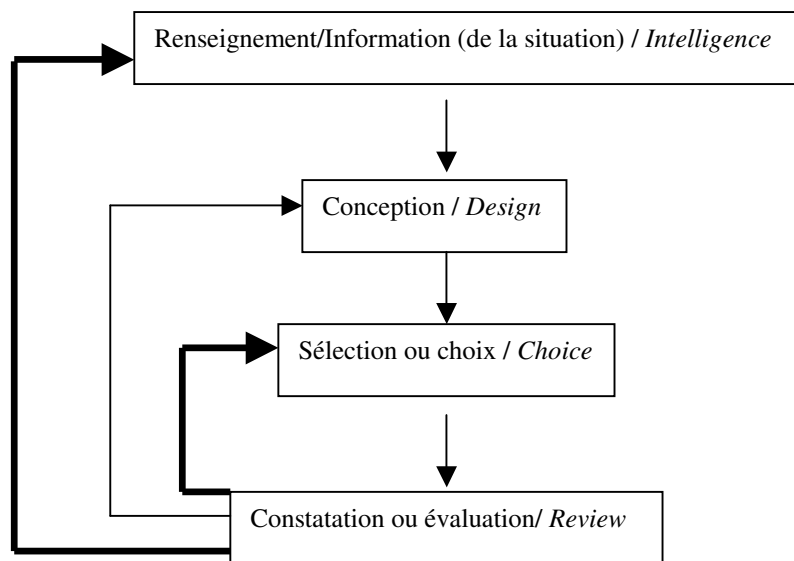 Renseignement/Information (de la situation) / Intelligence
Conception / Design
Sélection ou choix / Choice
Constatation ou évaluation/ Review